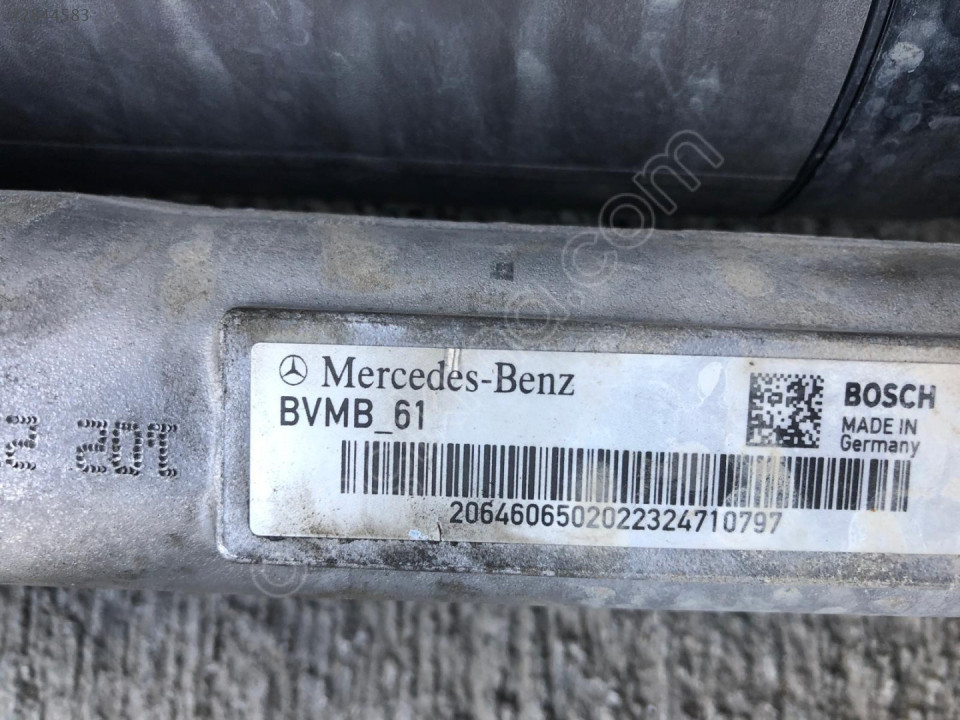 Mercedes-Benz
BVMB_61
BOSCH
MADE IN
Germany
2064606502022324710797